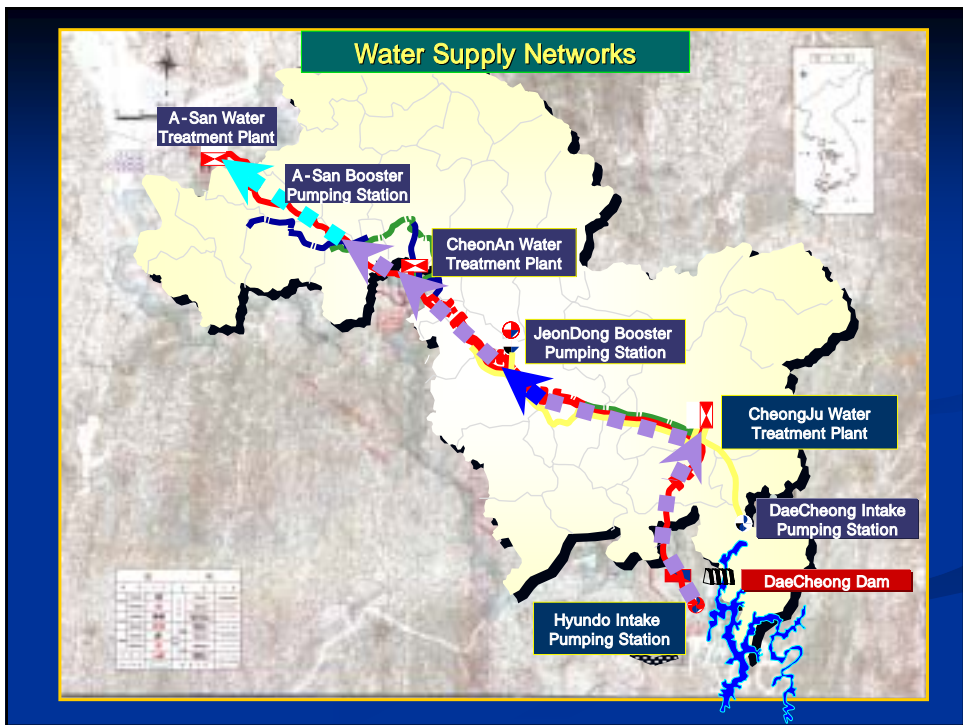 Water Supply Networks
A-San Water
Treatment Plant
A-San Booster
Pumping Station
CheonAn Water
Treatment Plant
JeonDong Booster
Pumping Station
CheongJu Water
Treatment Plant
DaeCheong Intake
Pumping Station
DaeCheong Dam
Hyundo Intake
Pumping Station